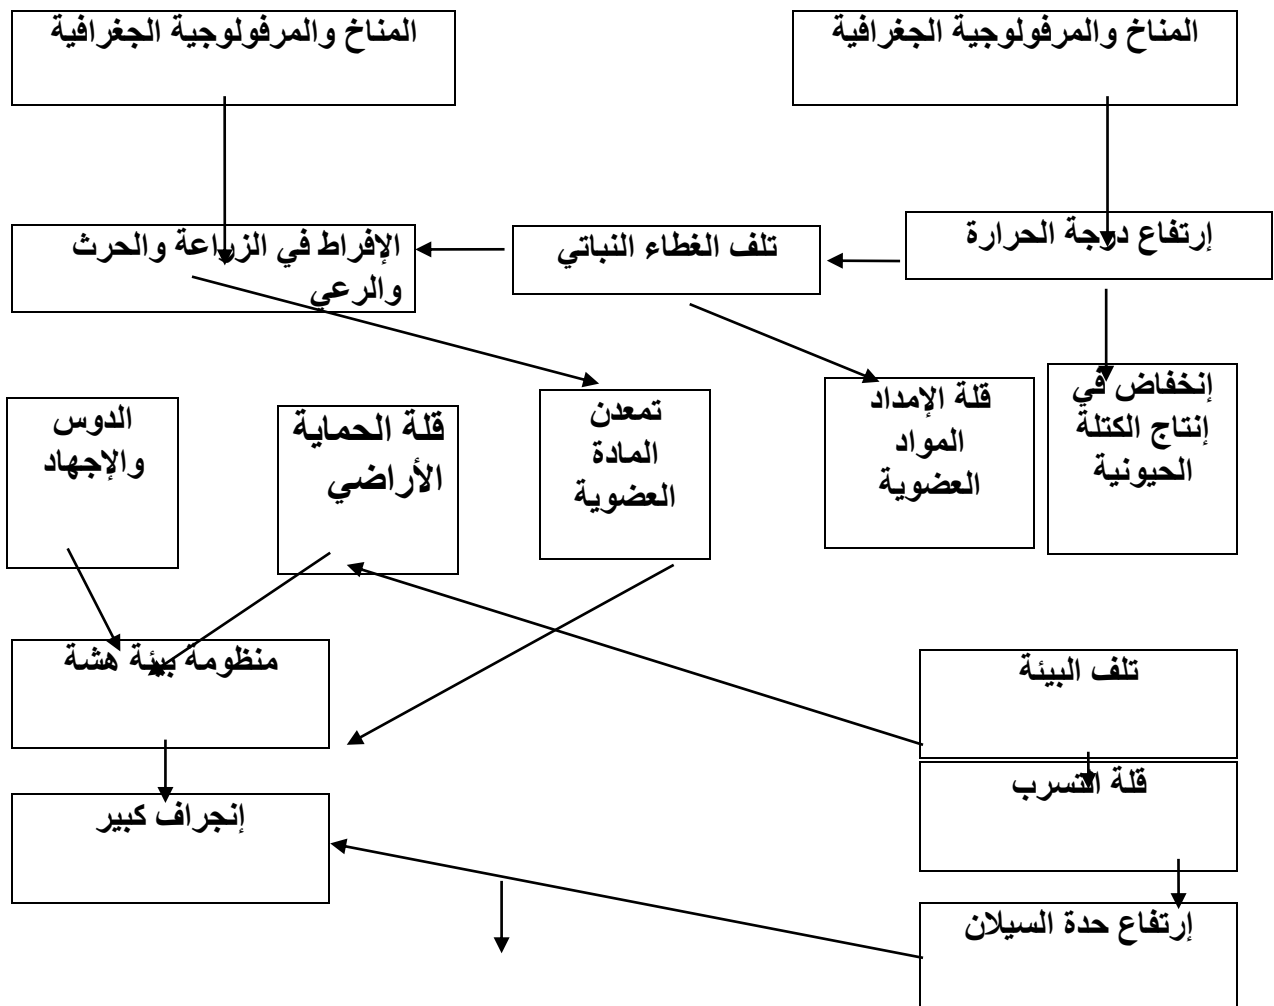 المناخ والمرفولوجية الجغرافية
المناخ والمرفولوجية الجغرافية
إرتفاع درجة الحرارة
تلف الغطاء النباتي
الإفراط في الزراعة والحرث
والرعي
إنخفاض في
إنتاج الكتلة
الحيونية
قلة الإمداد
المواد
العضوية
تمعدن
المادة
العضوية
قلة الحماية
الأراضي
الدوس
والإجهاد
تلف البيئة
منظومة بيئة هشة
قلة التسرب
إنجراف كبير
إرتفاع حدة السيلان